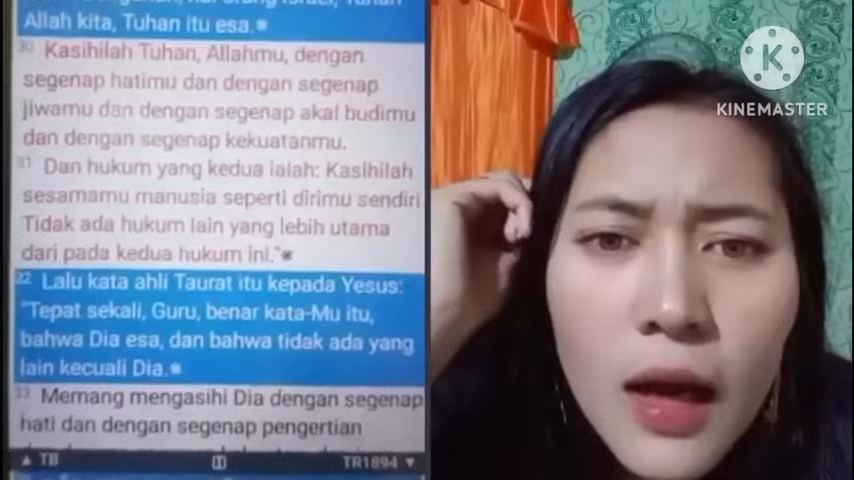 Allah kita, Tuhan itu esa.
30 Kasihilah Tuhan, Allahmu, dengan
segenap hatimu dan dengan segenap
jiwamu dan dengan segenap akal budimu
dan dengan segenap kekuatanmu.
31 Dan hukum yang kedua ialah: Kasihilah
sesamamu manusia seperti dirimu sendiri
Tidak ada hukum lain yang lebih utama
dari pada kedua hukum ini."
32 Lalu kata ahli Taurat itu kepada Yesus:
"Tepat sekali, Guru, benar kata-Mu itu,
bahwa Dia esa, dan bahwa tidak ada yang
lain kecuali Dia.
33 Memang mengasihi Dia dengan segenap
hati dan dengan segenap pengertian
TB
TR1894
K
KINEMASTER